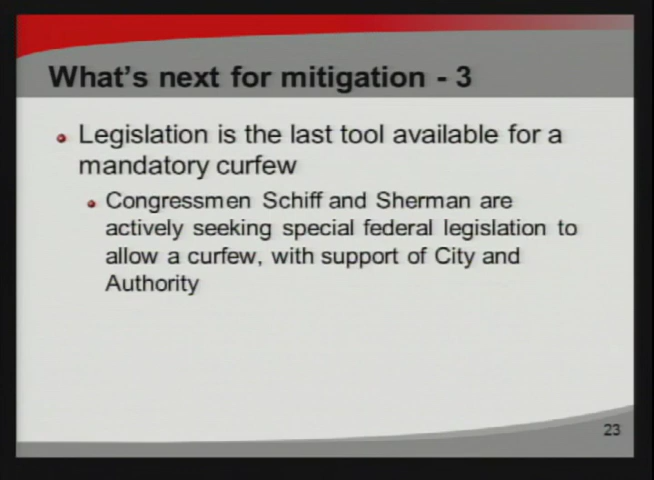 What's next for mitigation - 3
Legislation is the last tool available for a
mandatory curfew
Congressmen Schiff and Sherman are
actively seeking special federal legislation to
allow a curfew, with support of City and
Authority
23